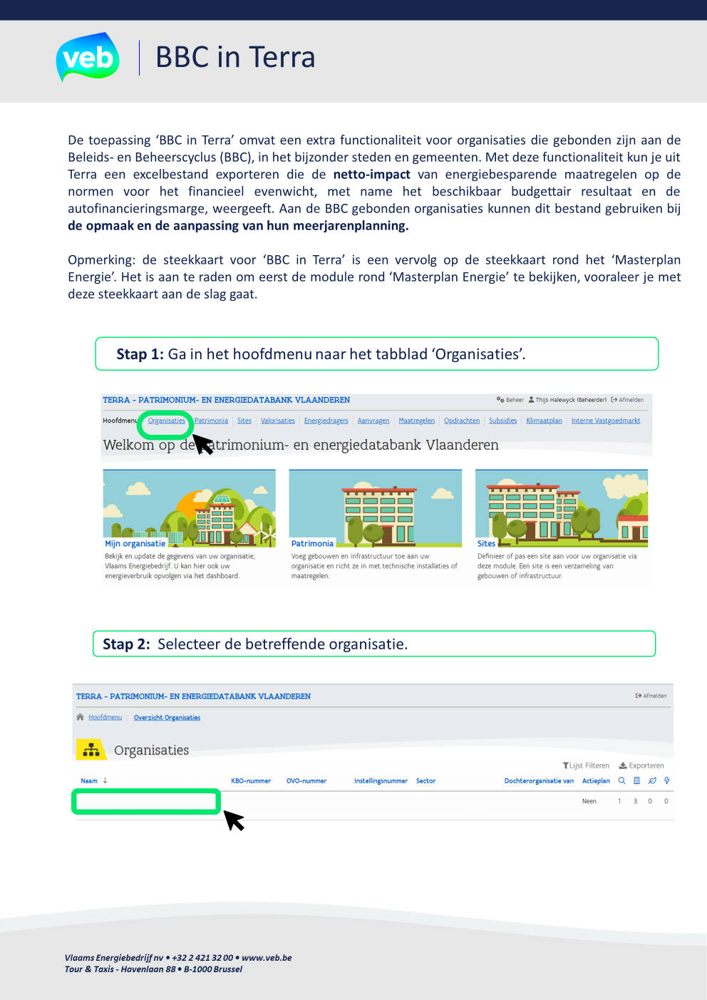 veb
BBC in Terra
De toepassing ‘BBC in Terra’ omvat een extra functionaliteit voor organisaties die gebonden zijn aan de
Beleids- en Beheerscyclus (BBC), in het bijzonder steden en gemeenten. Met deze functionaliteit kun je uit
Terra een excelbestand exporteren die de netto-impact van energiebesparende maatregelen op de
normen voor het financieel evenwicht, met name het beschikbaar budgettair resultaat en de
autofinancieringsmarge, weergeeft. Aan de BBC gebonden organisaties kunnen dit bestand gebruiken bij
de opmaak en de aanpassing van hun meerjarenplanning.
Opmerking: de steekkaart voor ‘BBC in Terra’ is een vervolg op de steekkaart rond het ‘Masterplan
Energie’. Het is aan te raden om eerst de module rond ‘Masterplan Energie’ te bekijken, vooraleer je met
deze steekkaart aan de slag gaat.
Stap 1: Ga in het hoofdmenu naar het tabblad ‘Organisaties’.
TERRA - PATRIMONIUM- EN ENERGIEDATABANK VLAANDEREN
Beheer Thijs Halewyck (Beheerder) Afmelden
Hoofdmenu Organisaties Patrimonia Sites Valorisaties Energiedragers Aanvragen Maatregelen Opdrachten Subsidies Klimaatplan Interne Vastgoedmarkt
Welkom op de patrimonium- en energiedatabank Vlaanderen
Mijn organisatie
Bekijk en update de gegevens van uw organisatie,
Vlaams Energiebedrijf. U kan hier ook uw
energieverbruik opvolgen via het dashboard.
Patrimonia
Voeg gebouwen en infrastructuur toe aan uw
organisatie en richt ze in met technische installaties of
maatregelen.
Sites
Definieer of pas een site aan voor uw organisatie via
deze module. Een site is een verzameling van
gebouwen of infrastructuur.
Stap 2: Selecteer de betreffende organisatie.
TERRA - PATRIMONIUM- EN ENERGIEDATABANK VLAANDEREN
Afmelden
Hoofdmenu Overzicht Organisaties
Organisaties
Lijst Filteren Exporteren
Naam ↓ KBO-nummer OVO-nummer Instellingsnummer Sector Dochterorganisatie van Actieplan
Neen 1 3 0 0
Vlaams Energiebedrijf nv • +32 2 421 32 00 • www.veb.be
Tour & Taxis - Havenlaan 88 • B-1000 Brussel